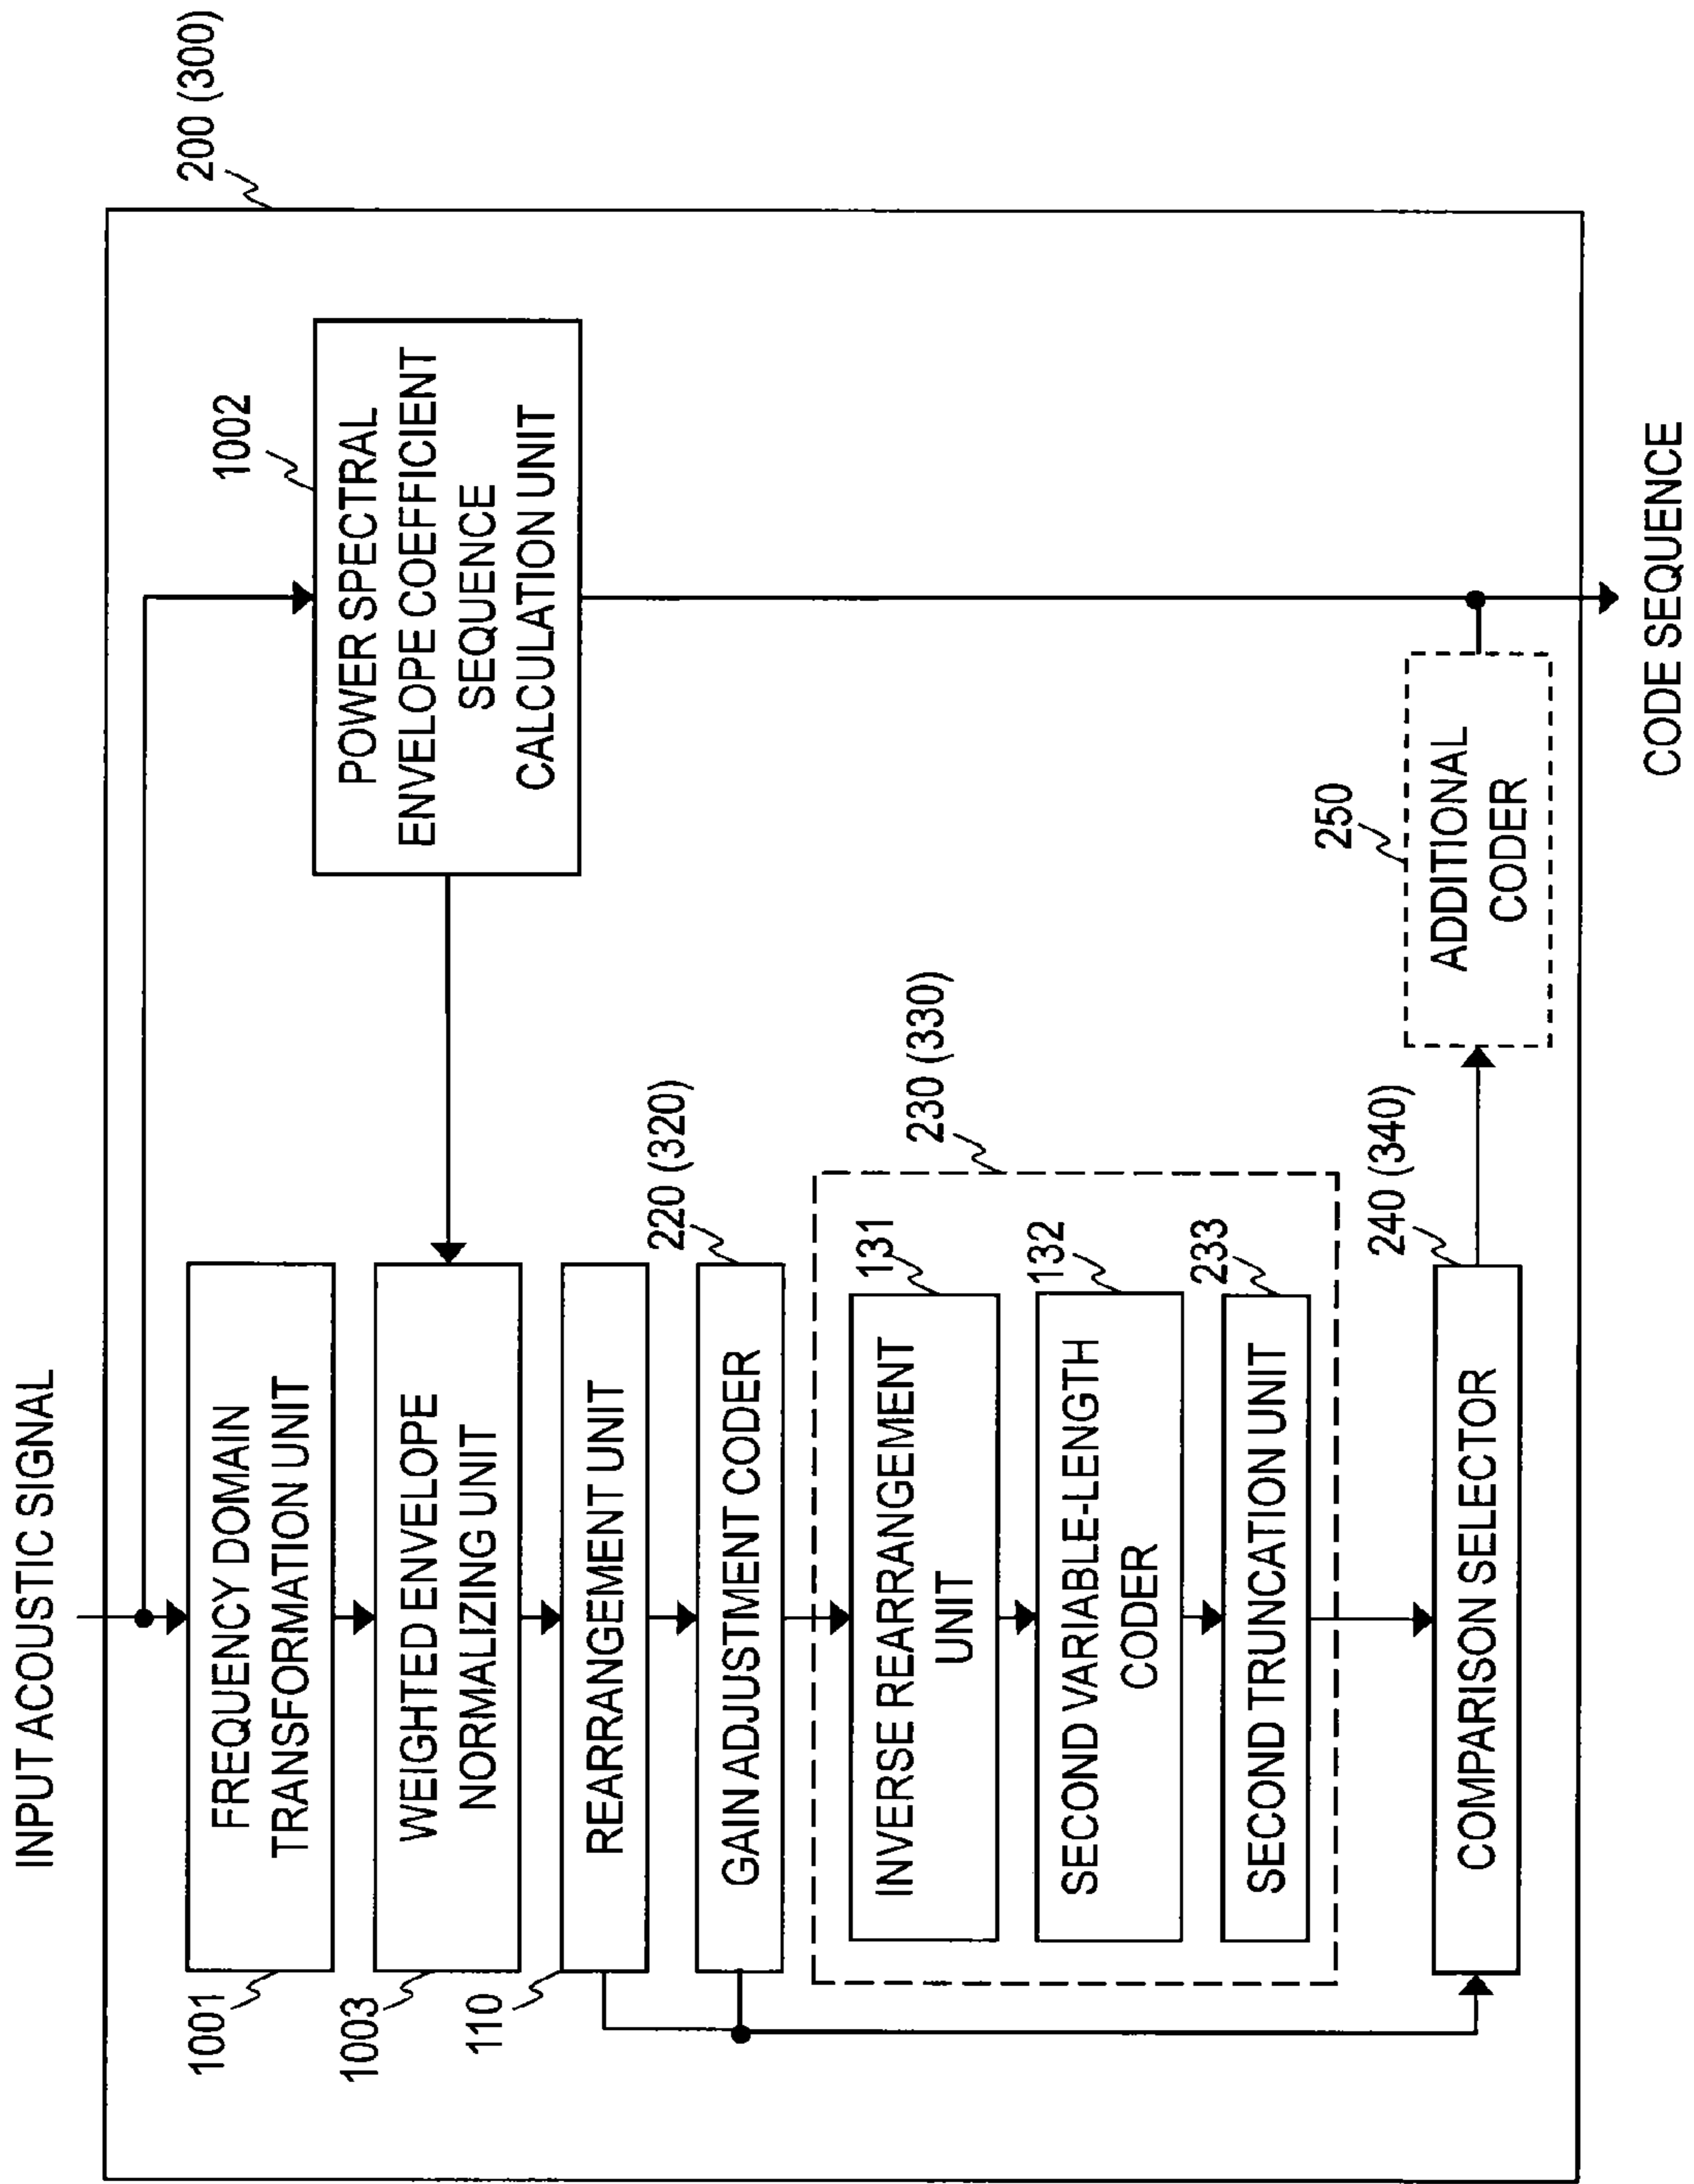 INPUT ACOUSTIC SIGNAL
200 (300)
1001
FREQUENCY DOMAIN
TRANSFORMATION UNIT
1002
POWER SPECTRAL
ENVELOPE COEFFICIENT
SEQUENCE
CALCULATION UNIT
1003
WEIGHTED ENVELOPE
NORMALIZING UNIT
110
REARRANGEMENT UNIT
220 (320)
GAIN ADJUSTMENT CODER
230 (330)
131
INVERSE REARRANGEMENT
UNIT
132
SECOND VARIABLE-LENGTH
CODER
233
SECOND TRUNCATION UNIT
240 (340)
COMPARISON SELECTOR
250
ADDITIONAL
CODER
CODE SEQUENCE